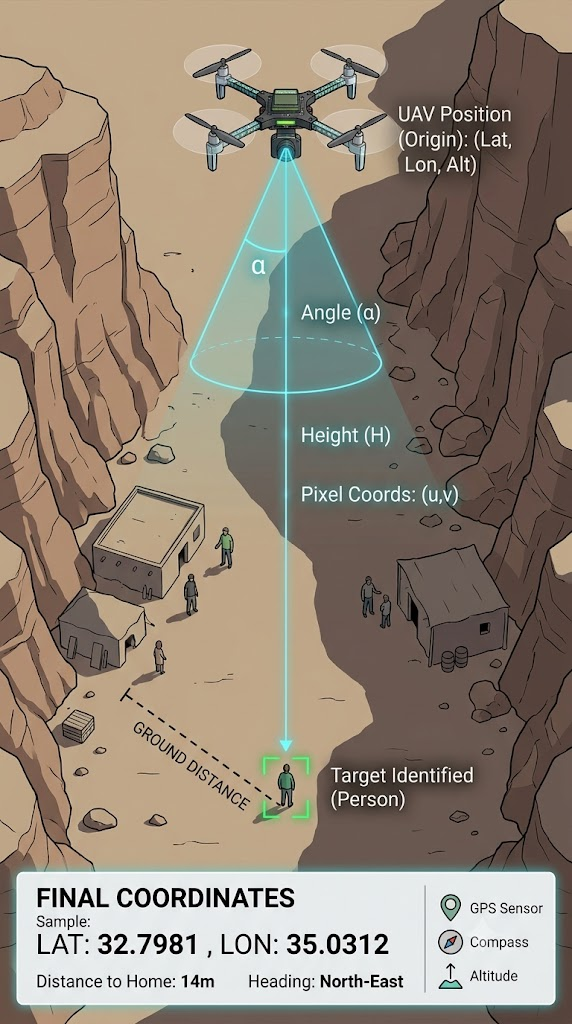 UAV Position
(Origin): (Lat,
Lon, Alt)
α
Angle (α)
Height (H)
Pixel Coords: (u,v)
GROUND DISTANCE
Target Identified
(Person)
FINAL COORDINATES
Sample:
LAT: 32.7981 , LON: 35.0312
Distance to Home: 14m Heading: North-East
GPS Sensor
Compass
Altitude